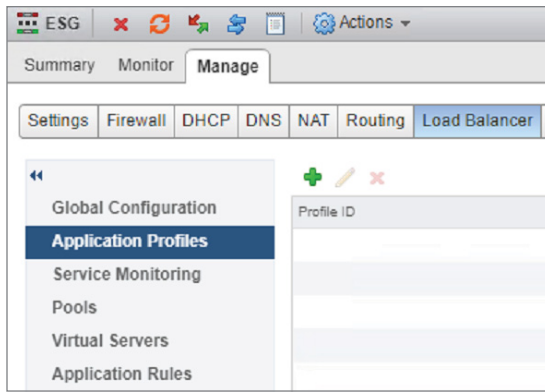 ESG Actions
Summary Monitor Manage
Settings Firewall DHCP DNS NAT Routing Load Balancer
Global Configuration
Profile ID
Application Profiles
Service Monitoring
Pools
Virtual Servers
Application Rules